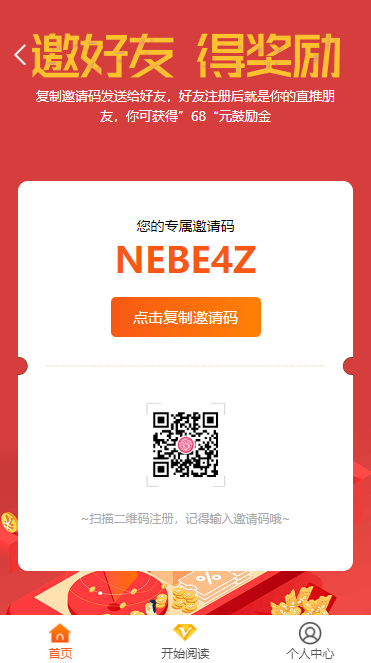 邀好友 得奖励
复制邀请码发送给好友，好友注册后就是你的直推朋
友，你可获得”68“元鼓励金
您的专属邀请码
NEBE4Z
点击复制邀请码
~扫描二维码注册，记得输入邀请码哦~
首页 开始阅读 个人中心